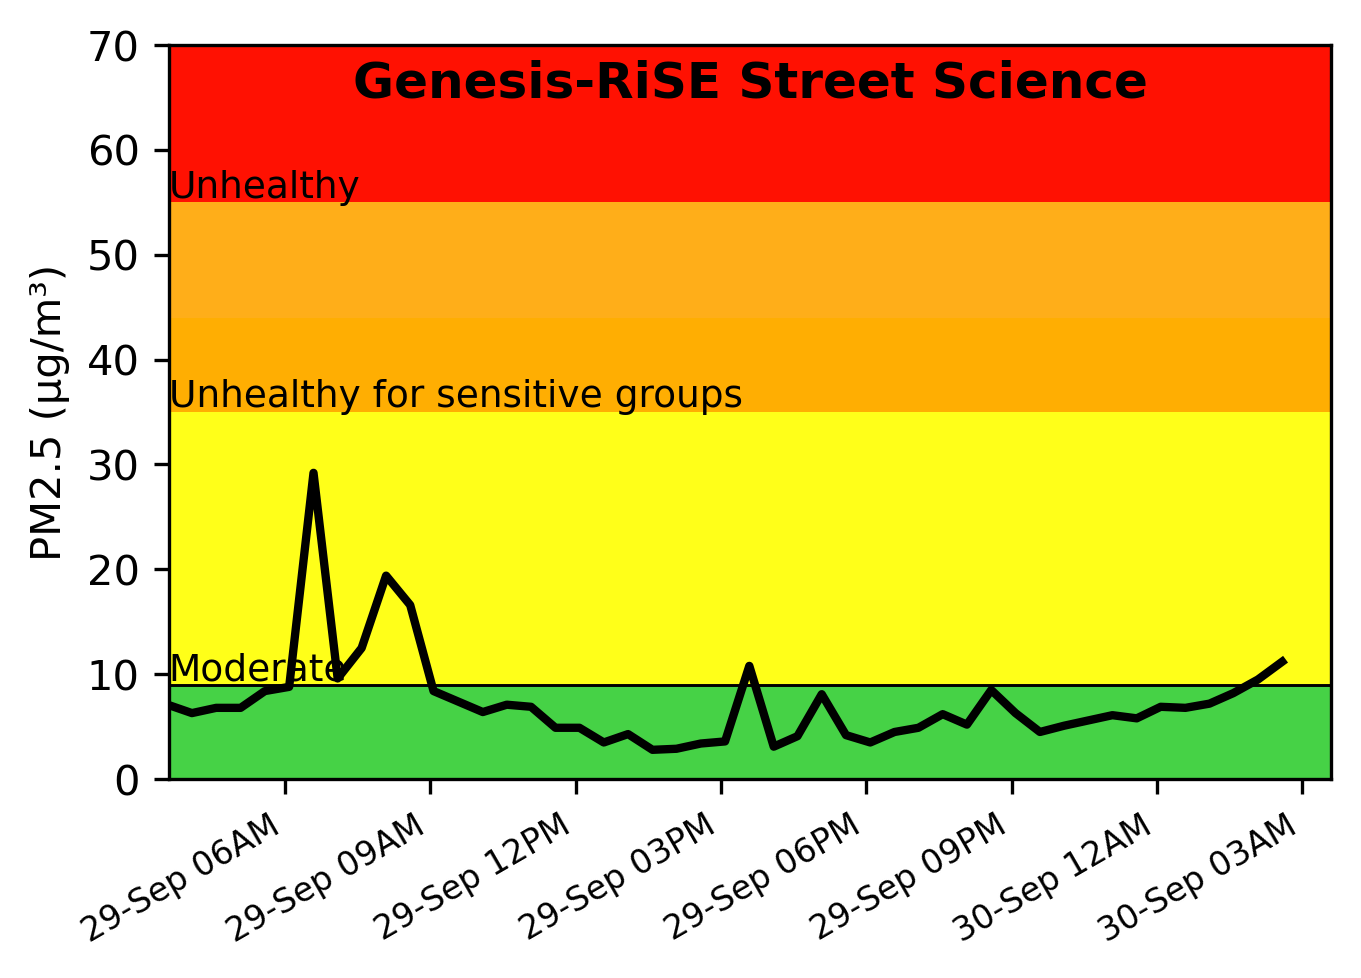 Genesis-RiSE Street Science
70
60
Unhealthy
50
40
Unhealthy for sensitive groups
30
20
Moderate
10
0
PM2.5 (µg/m³)
29-Sep 06AM
29-Sep 09AM
29-Sep 12PM
29-Sep 03PM
29-Sep 06PM
29-Sep 09PM
30-Sep 12AM
30-Sep 03AM